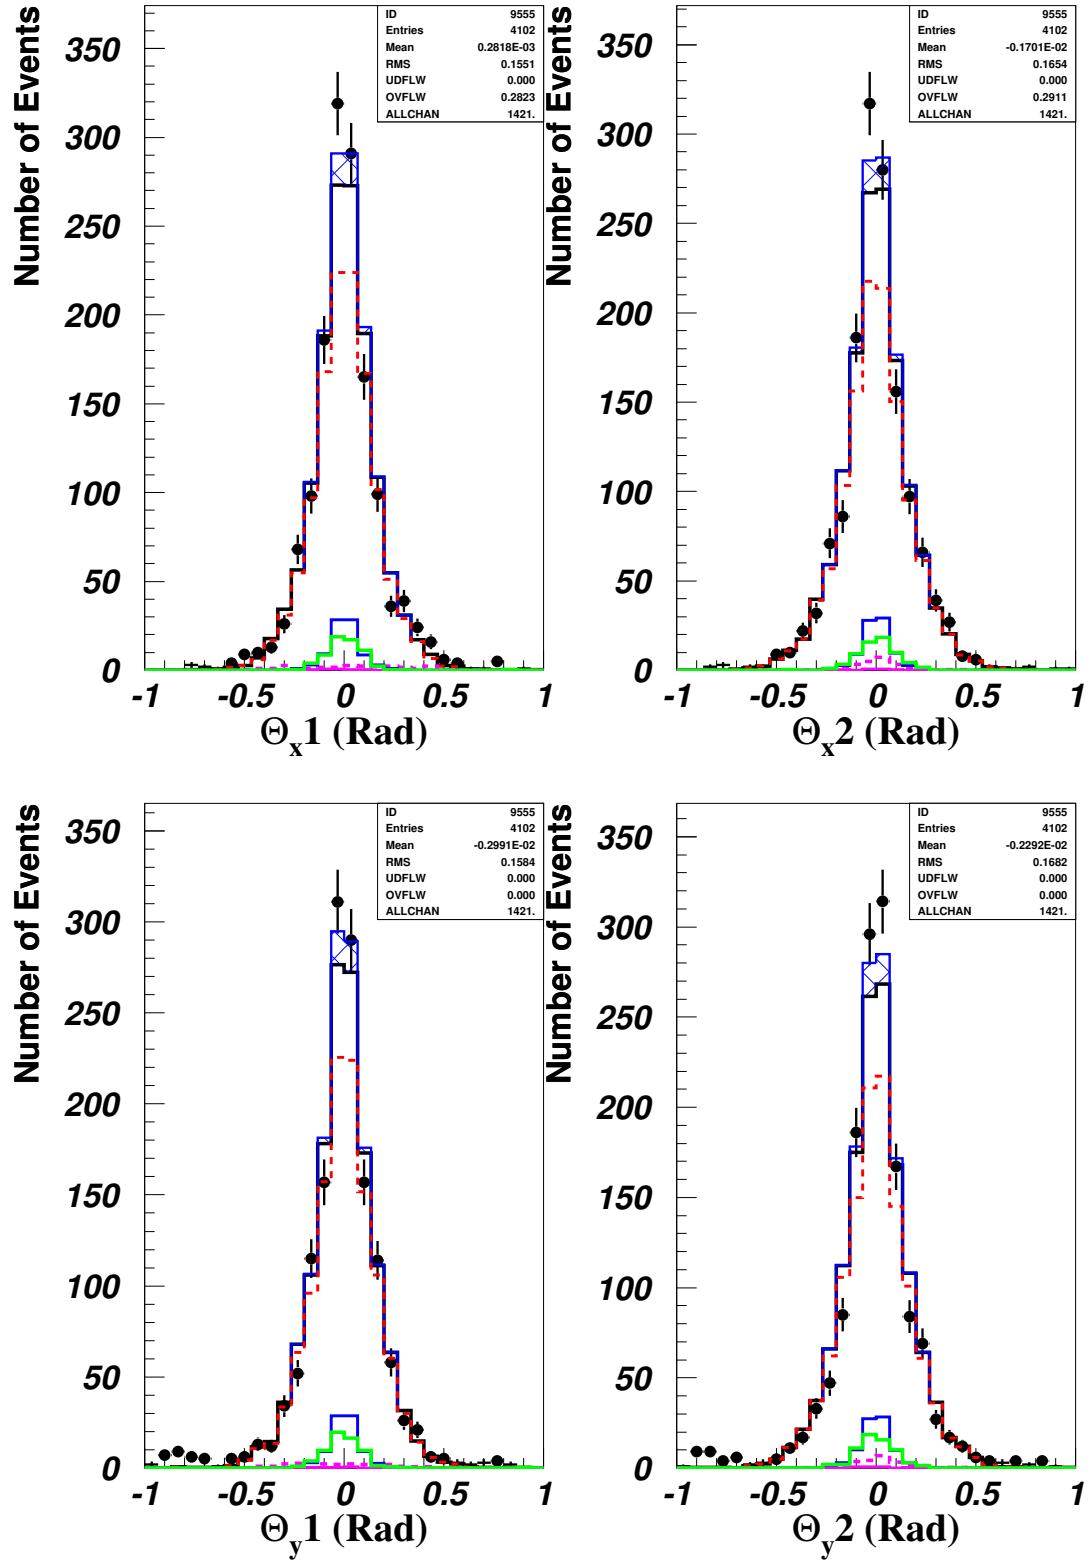 ID 9555
Entries 4102
Mean 0.2818E-03
RMS 0.1551
UDFLW 0.000
OVFLW 0.2823
ALLCHAN 1421.
Number of Events
350
300
250
200
150
100
50
0
-1 -0.5 0 0.5 1
Θx1 (Rad)
ID 9555
Entries 4102
Mean -0.1701E-02
RMS 0.1654
UDFLW 0.000
OVFLW 0.2911
ALLCHAN 1421.
Number of Events
350
300
250
200
150
100
50
0
-1 -0.5 0 0.5 1
Θx2 (Rad)
ID 9555
Entries 4102
Mean -0.2991E-02
RMS 0.1584
UDFLW 0.000
OVFLW 0.000
ALLCHAN 1421.
Number of Events
350
300
250
200
150
100
50
0
-1 -0.5 0 0.5 1
Θy1 (Rad)
ID 9555
Entries 4102
Mean -0.2292E-02
RMS 0.1682
UDFLW 0.000
OVFLW 0.000
ALLCHAN 1421.
Number of Events
350
300
250
200
150
100
50
0
-1 -0.5 0 0.5 1
Θy2 (Rad)